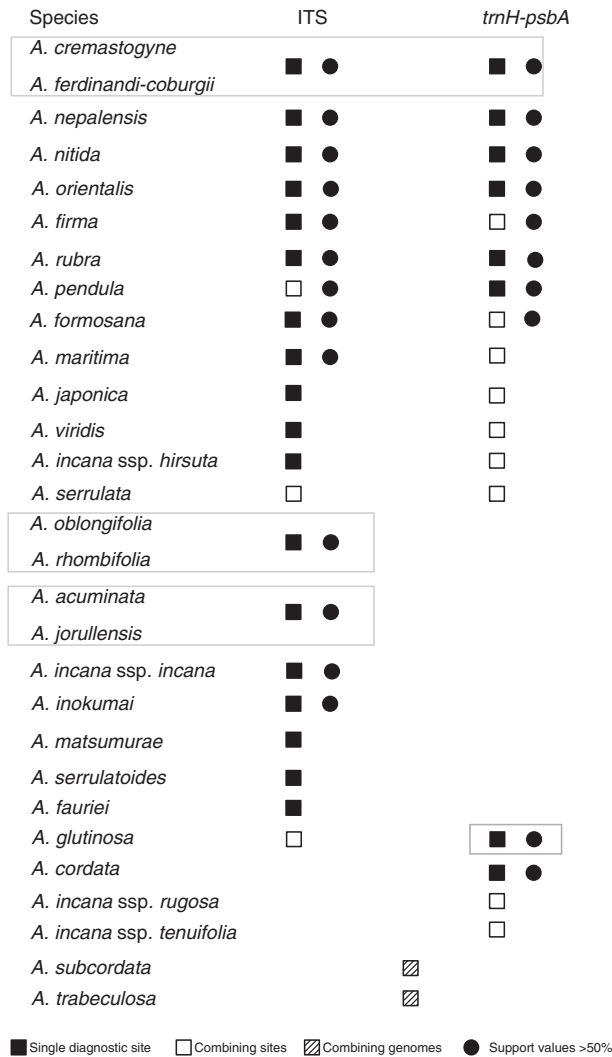 Species ITS trnH-psbA
A. cremastogyne
A. ferdinandi-coburgii
A. nepalensis
A. nitida
A. orientalis
A. firma
A. rubra
A. pendula
A. formosana
A. maritima
A. japonica
A. viridis
A. incana ssp. hirsuta
A. serrulata
A. oblongifolia
A. rhombifolia
A. acuminata
A. jorullensis
A. incana ssp. incana
A. inokumai
A. matsumurae
A. serrulatoides
A. fauriei
A. glutinosa
A. cordata
A. incana ssp. rugosa
A. incana ssp. tenuifolia
A. subcordata
A. trabeculosa
Single diagnostic site Combining sites Combining genomes Support values >50%